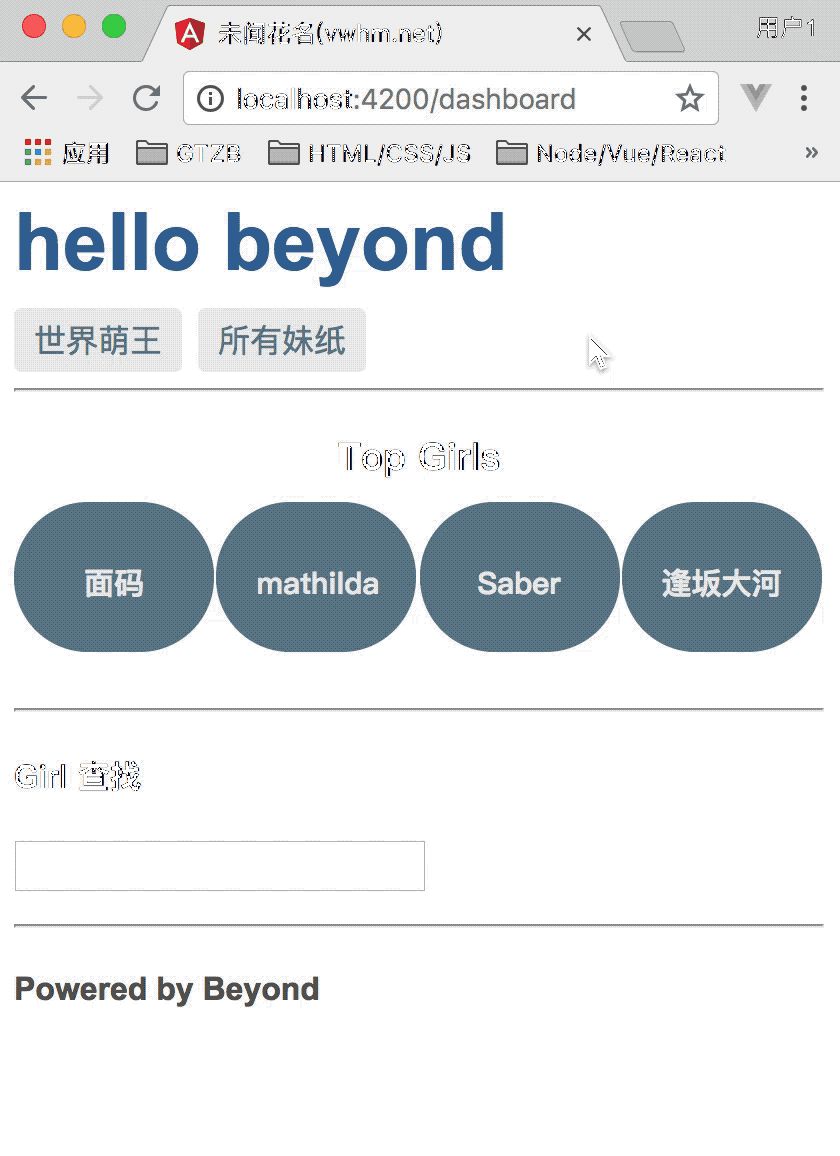 未闻花名(vwhm.net)
用户1
localhost:4200/dashboard
应用 GTZB HTML/CSS/JS Node/Vue/React »
hello beyond
世界萌王 所有妹纸
Top Girls
面码 mathilda Saber 逢坂大河
Girl 查找
Powered by Beyond